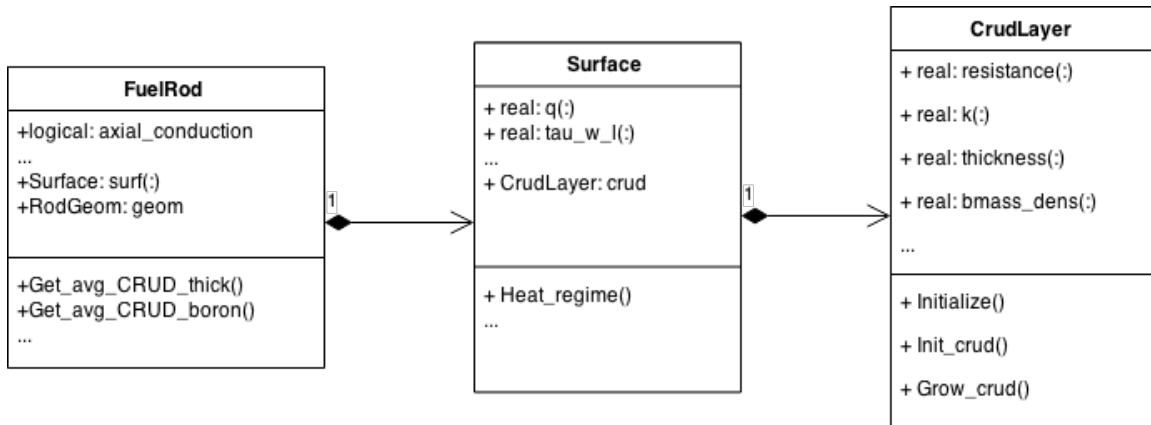 FuelRod
+logical: axial_conduction
...
+Surface: surf(:)
+RodGeom: geom
+Get_avg_CRUD_thick()
+Get_avg_CRUD_boron()
...
1
Surface
+ real: q(:)
+ real: tau_w_l(:)
...
+ CrudLayer: crud
+ Heat_regime()
...
1
CrudLayer
+ real: resistance(:)
+ real: k(:)
+ real: thickness(:)
+ real: bmass_dens(:)
...
+ Initialize()
+ Init_crud()
+ Grow_crud()